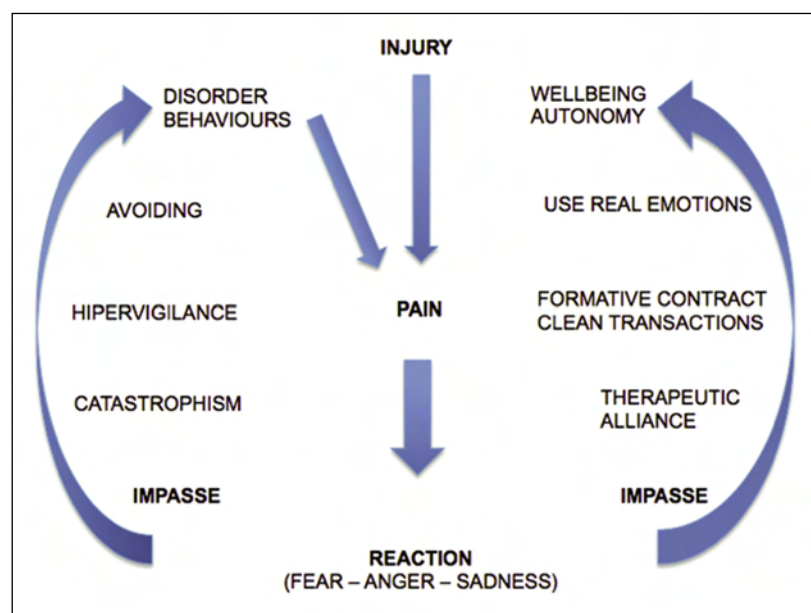 INJURY
DISORDER
BEHAVIOURS
WELLBEING
AUTONOMY
AVOIDING
USE REAL EMOTIONS
HIPERVIGILANCE
PAIN
FORMATIVE CONTRACT
CLEAN TRANSACTIONS
CATASTROPHISM
THERAPEUTIC
ALLIANCE
IMPASSE
IMPASSE
REACTION
(FEAR – ANGER – SADNESS)